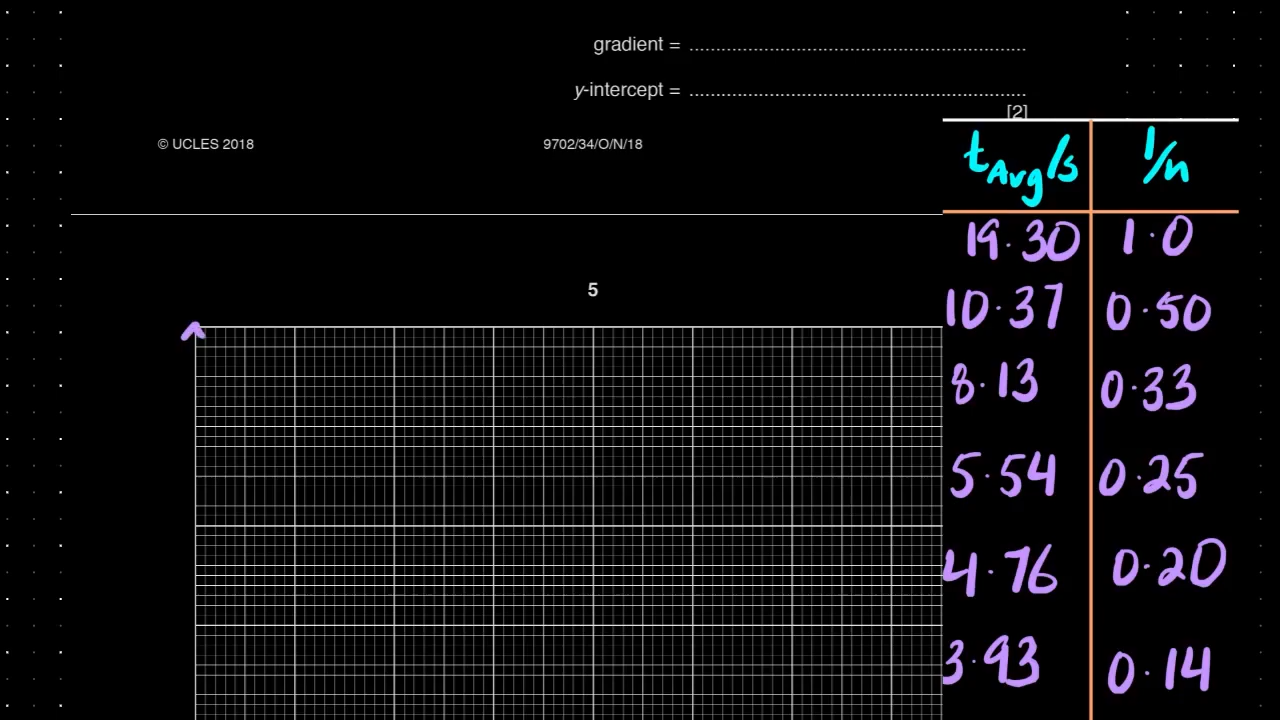 gradient = ..............................................................
y-intercept = ..............................................................
[2]
© UCLES 2018 9702/34/O/N/18
tAvg/s 1/n
5
19.30 1.0
10.37 0.50
8.13 0.33
5.54 0.25
4.76 0.20
3.93 0.14